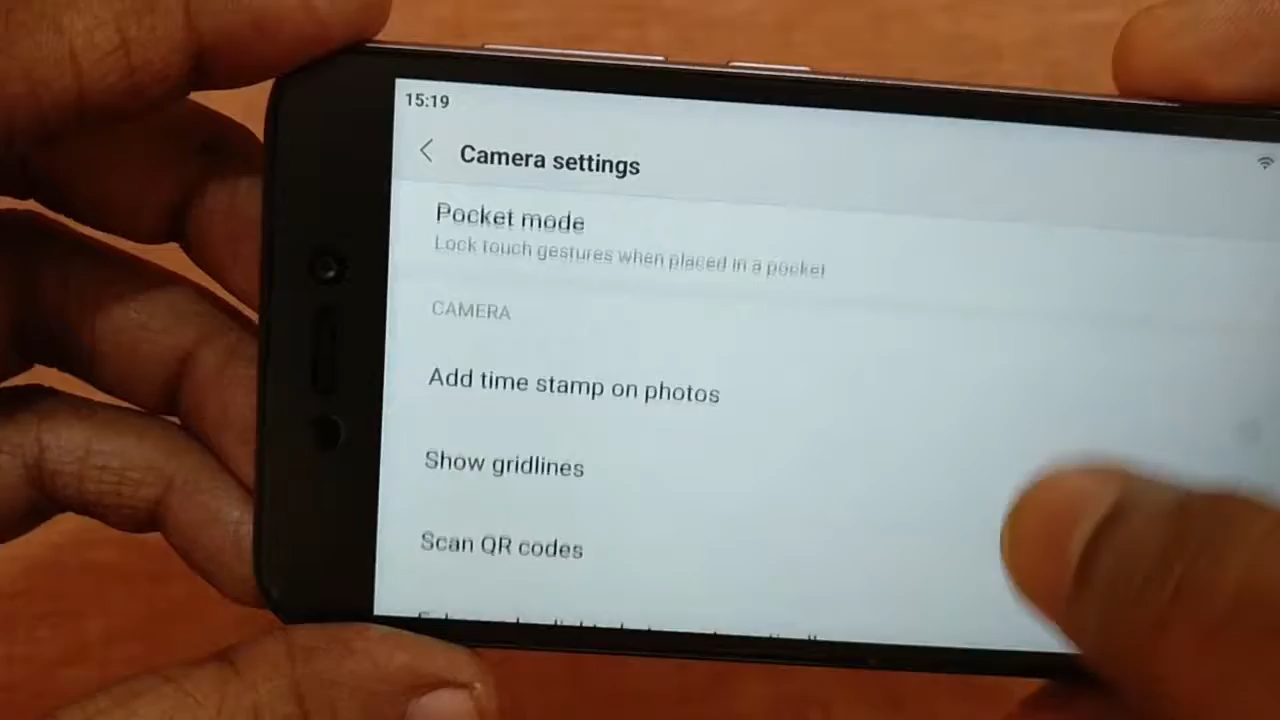 15:19
Camera settings
Pocket mode
Lock touch gestures when placed in a pocket
CAMERA
Add time stamp on photos
Show gridlines
Scan QR codes